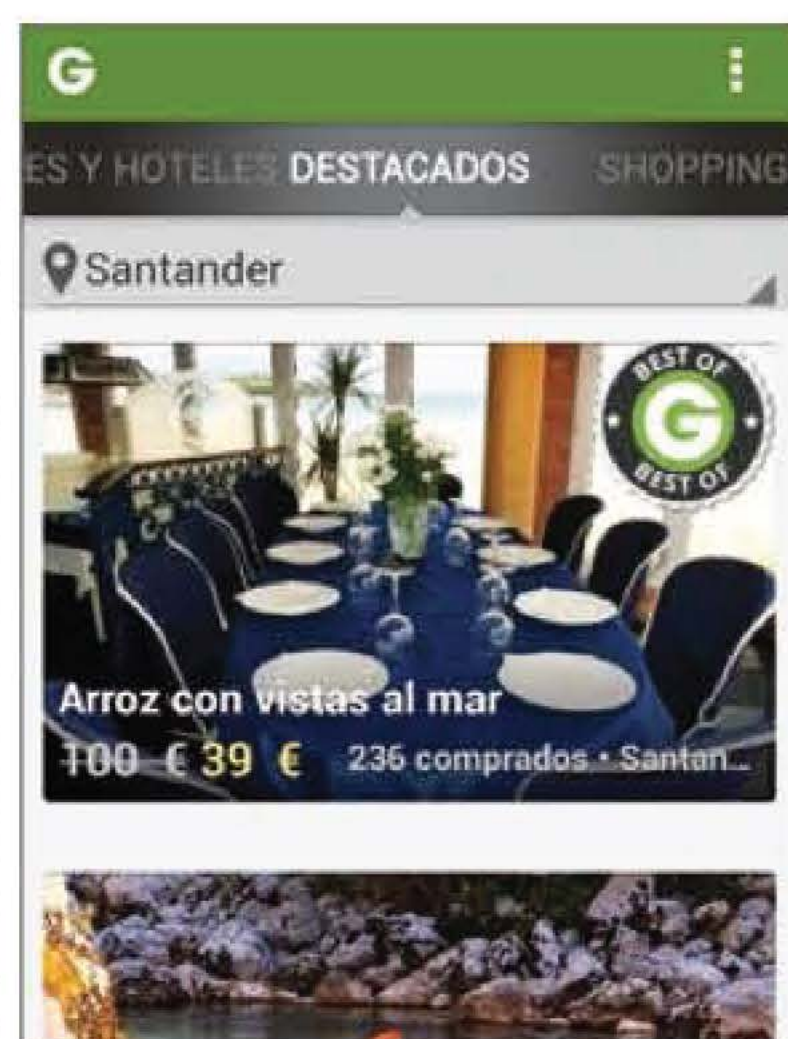 G
ES Y HOTELES DESTACADOS SHOPPING
Santander
BEST OF
G
BEST OF
Arroz con vistas al mar
100 € 39 € 236 comprados • Santan...